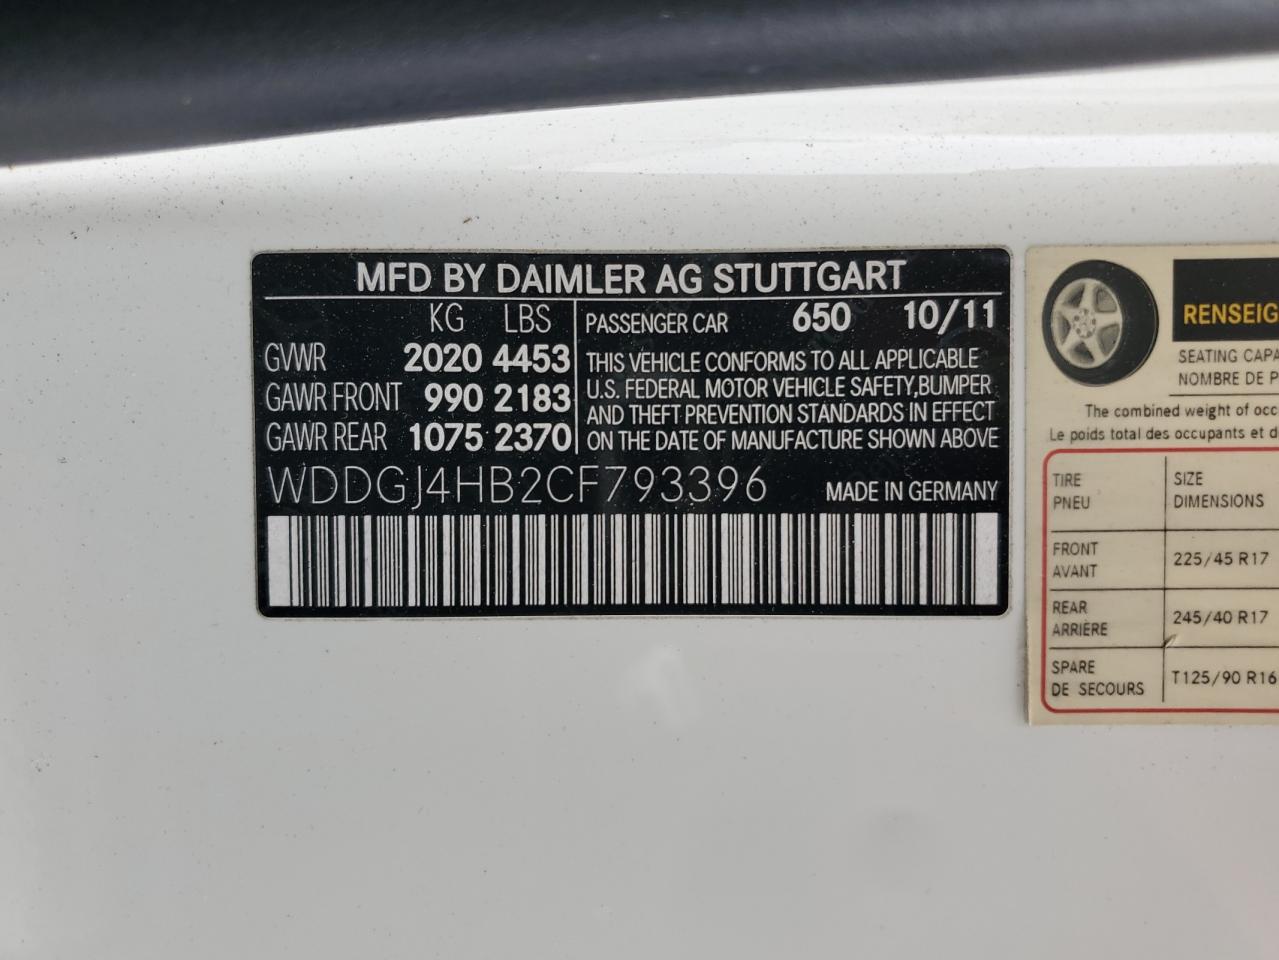 MFD BY DAIMLER AG STUTTGART
KG LBS
GVWR 2020 4453
GAWR FRONT 990 2183
GAWR REAR 1075 2370
PASSENGER CAR 650 10/11
THIS VEHICLE CONFORMS TO ALL APPLICABLE
U.S. FEDERAL MOTOR VEHICLE SAFETY,BUMPER
AND THEFT PREVENTION STANDARDS IN EFFECT
ON THE DATE OF MANUFACTURE SHOWN ABOVE
WDDGJ4HB2CF793396 MADE IN GERMANY
RENSEIG
SEATING CAPA
NOMBRE DE P
The combined weight of occ
Le poids total des occupants et d
TIRE SIZE
PNEU DIMENSIONS
FRONT
AVANT 225/45 R17
REAR
ARRIÈRE 245/40 R17
SPARE
DE SECOURS T125/90 R16